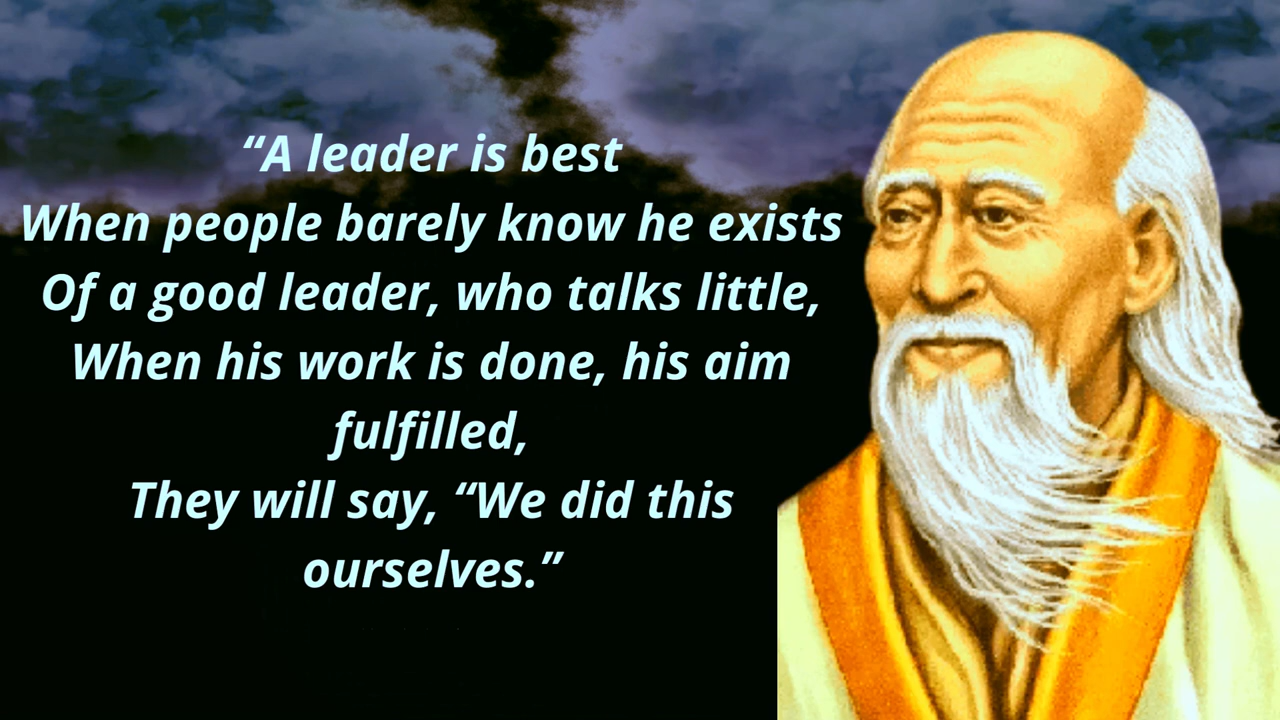 “A leader is best
When people barely know he exists
Of a good leader, who talks little,
When his work is done, his aim
fulfilled,
They will say, “We did this
ourselves.”